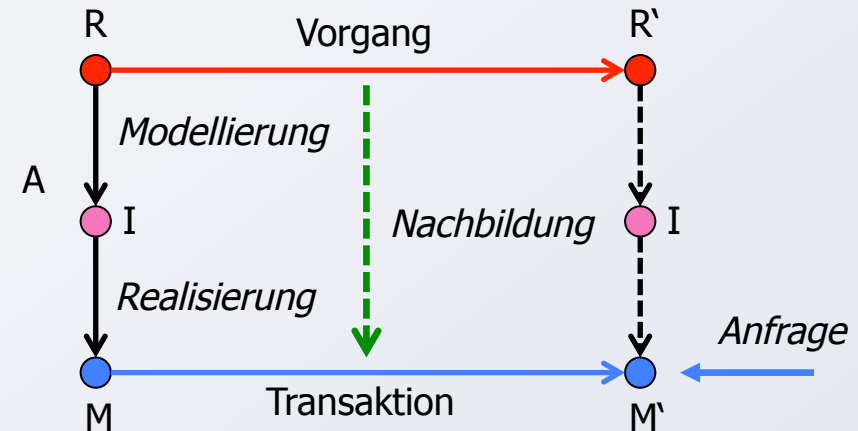 R
R‘
Vorgang
Modellierung
A
I
Nachbildung
I
Realisierung
Anfrage
Transaktion
M
M‘